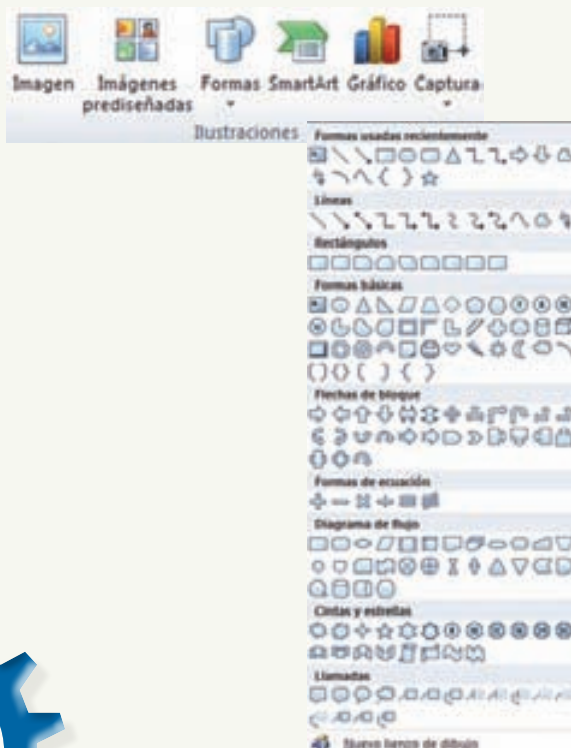 Imagen Imágenes prediseñadas Formas SmartArt Gráfico Captura
Ilustraciones
Formas usadas recientemente
Líneas
Rectángulos
Formas básicas
Flechas de bloque
Formas de ecuación
Diagrama de flujo
Cintas y estrellas
Llamadas
Nuevo lienzo de dibujo